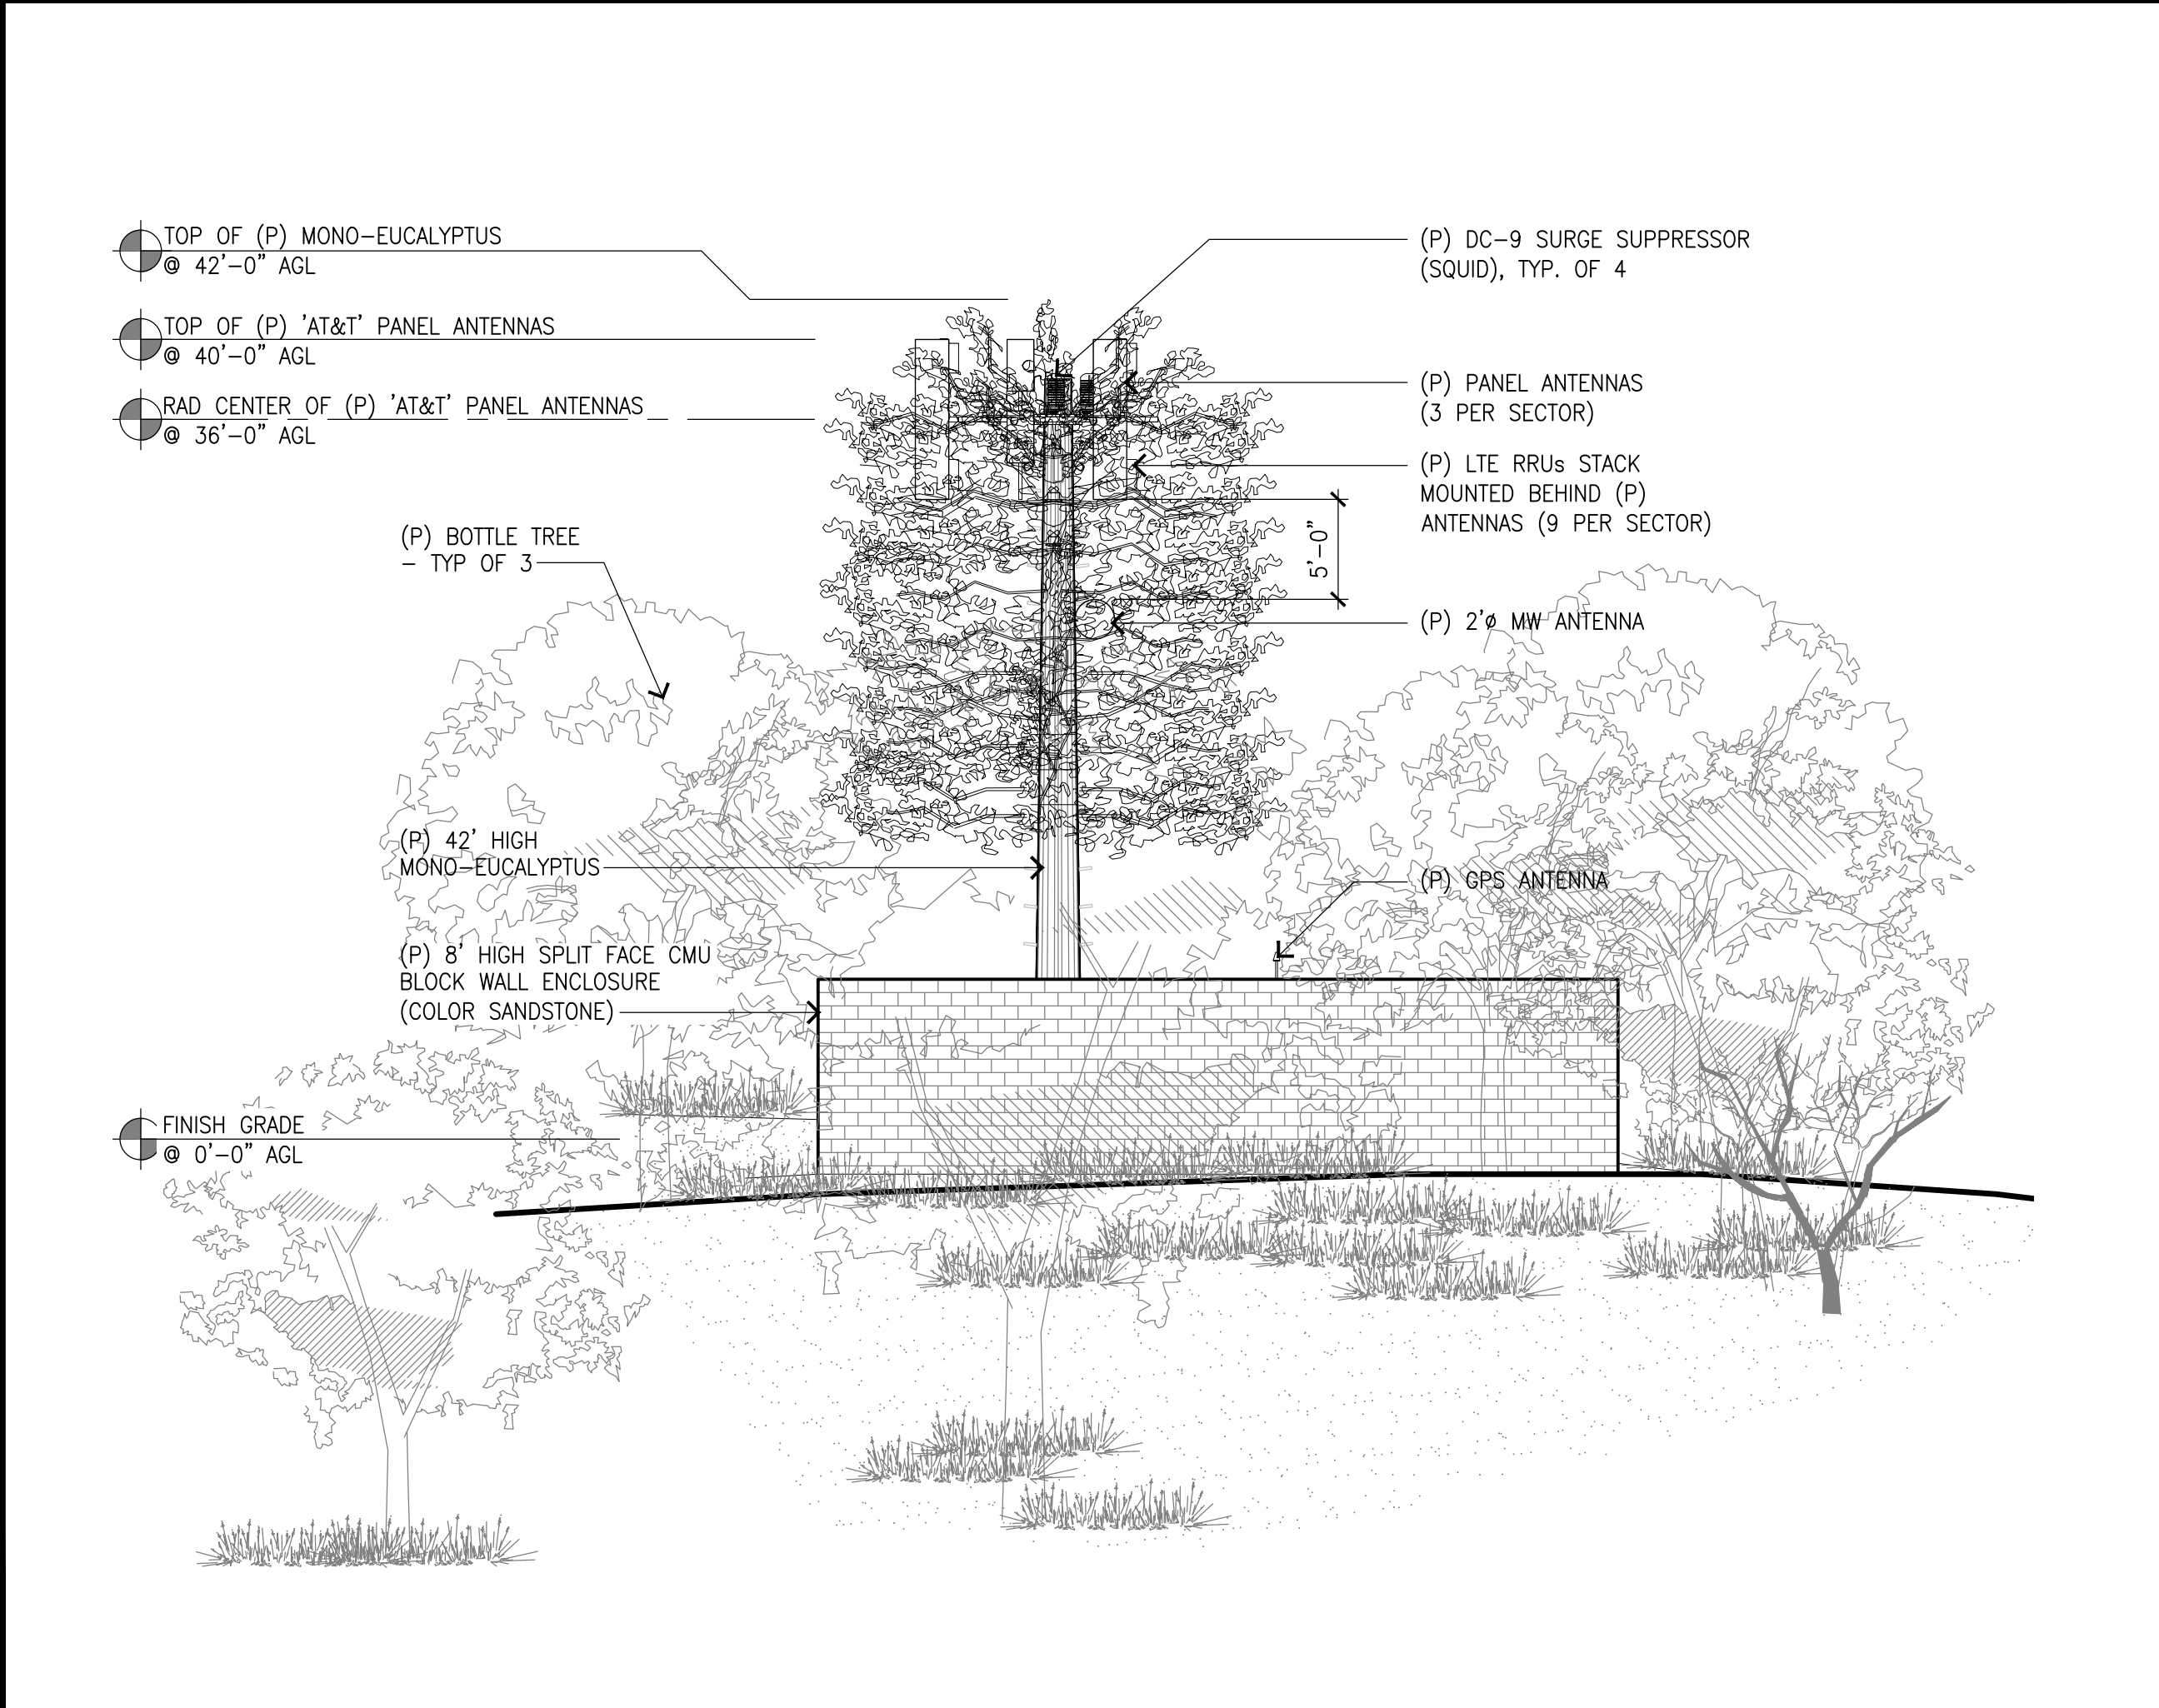 TOP OF (P) MONO-EUCALYPTUS
@ 42'-0" AGL
TOP OF (P) 'AT&T' PANEL ANTENNAS
@ 40'-0" AGL
RAD CENTER OF (P) 'AT&T' PANEL ANTENNAS
@ 36'-0" AGL
(P) BOTTLE TREE
- TYP OF 3
(P) 42' HIGH
MONO-EUCALYPTUS
(P) 8' HIGH SPLIT FACE CMU
BLOCK WALL ENCLOSURE
(COLOR SANDSTONE)
FINISH GRADE
@ 0'-0" AGL
(P) DC-9 SURGE SUPPRESSOR
(SQUID), TYP. OF 4
(P) PANEL ANTENNAS
(3 PER SECTOR)
(P) LTE RRUs STACK
MOUNTED BEHIND (P)
ANTENNAS (9 PER SECTOR)
5'-0"
(P) 2'ø MW ANTENNA
(P) GPS ANTENNA